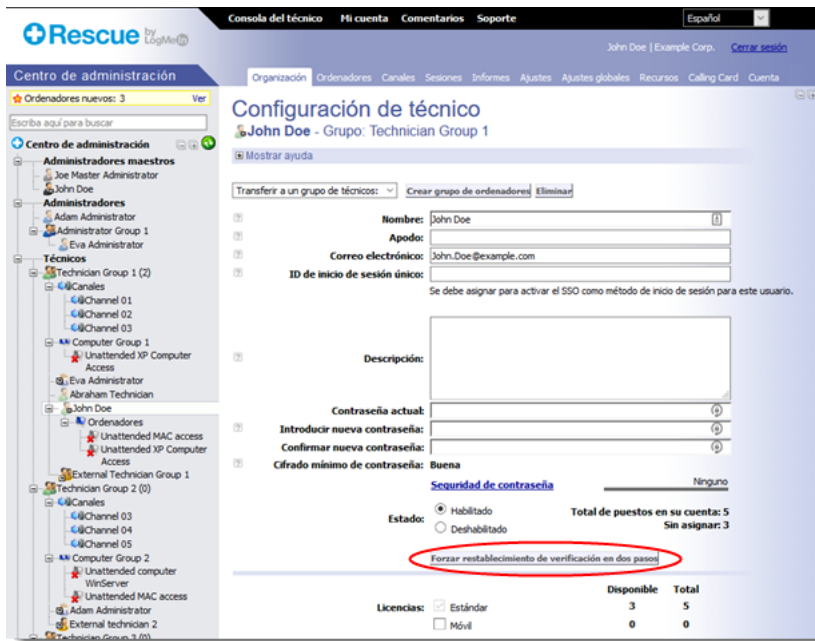 Consola del técnico Mi cuenta Comentarios Soporte Español
Rescue by LogMeIn
John Doe | Example Corp. Cerrar sesión
Centro de administración
Organización Ordenadores Canales Sesiones Informes Ajustes Ajustes globales Recursos Calling Card Cuenta
Ordenadores nuevos: 3 Ver
Escriba aquí para buscar
Centro de administración
Administradores maestros
Joe Master Administrator
John Doe
Administradores
Adam Administrator
Administrator Group 1
Eva Administrator
Técnicos
Technician Group 1 (2)
Canales
Channel 01
Channel 02
Channel 03
Computer Group 1
Unattended XP Computer
Access
Eva Administrator
Abraham Technician
John Doe
Ordenadores
Unattended MAC access
Unattended XP Computer
Access
External Technician Group 1
Technician Group 2 (0)
Canales
Channel 03
Channel 04
Channel 05
Computer Group 2
Unattended computer
WinServer
Unattended MAC access
Adam Administrator
External technician 2
Technician Group 3 (0)
Configuración de técnico
John Doe - Grupo: Technician Group 1
Mostrar ayuda
Transferir a un grupo de técnicos: Crear grupo de ordenadores Eliminar
Nombre: John Doe
Apodo:
Correo electrónico: John.Doe@example.com
ID de inicio de sesión único:
Se debe asignar para activar el SSO como método de inicio de sesión para este usuario.
Descripción:
Contraseña actual:
Introducir nueva contraseña:
Confirmar nueva contraseña:
Cifrado mínimo de contraseña: Buena
Seguridad de contraseña Ninguno
Estado: Habilitado Total de puestos en su cuenta: 5
Deshabilitado Sin asignar: 3
Forzar restablecimiento de verificación en dos pasos
Disponible Total
Licencias: Estándar 3 5
Móvil 0 0